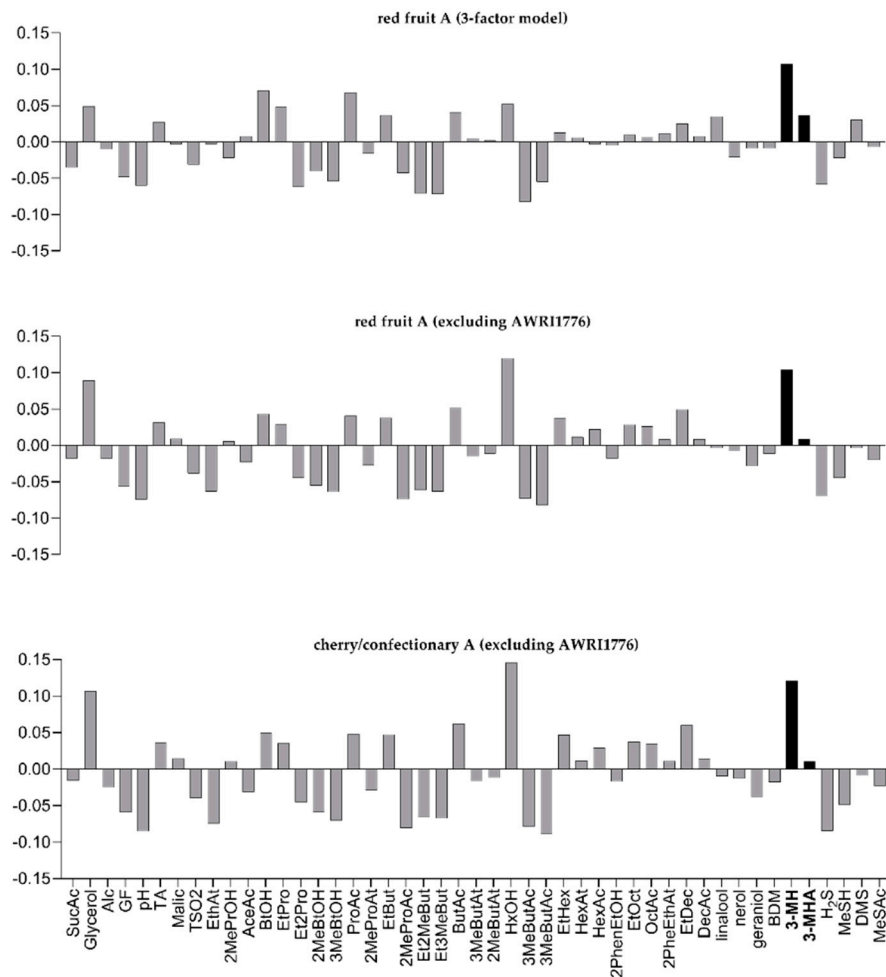 red fruit A (3-factor model)
0.15
0.10
0.05
0.00
-0.05
-0.10
-0.15
red fruit A (excluding AWRI1776)
0.15
0.10
0.05
0.00
-0.05
-0.10
-0.15
cherry/confectionary A (excluding AWRI1776)
0.15
0.10
0.05
0.00
-0.05
-0.10
-0.15
SucAc
Glycerol
Alc
GF
pH
TA
Malic
TSO2
EthAt
2MePrOH
AceAc
BtOH
EtPro
Et2Pro
2MeBtOH
3MeBtOH
ProAc
2MeProAt
EtBut
2MeProAc
Et2MeBut
Et3MeBut
ButAc
3MeButAt
2MeButAt
HxOH
3MeButAc
3MeButAc
EtHex
HexAt
HexAc
2PhenEtOH
EtOct
OctAc
2PheEthAt
EtDec
DecAc
linalool
nerol
geraniol
BDM
3-MH
3-MHA
H₂S
MeSH
DMS
MeSAc